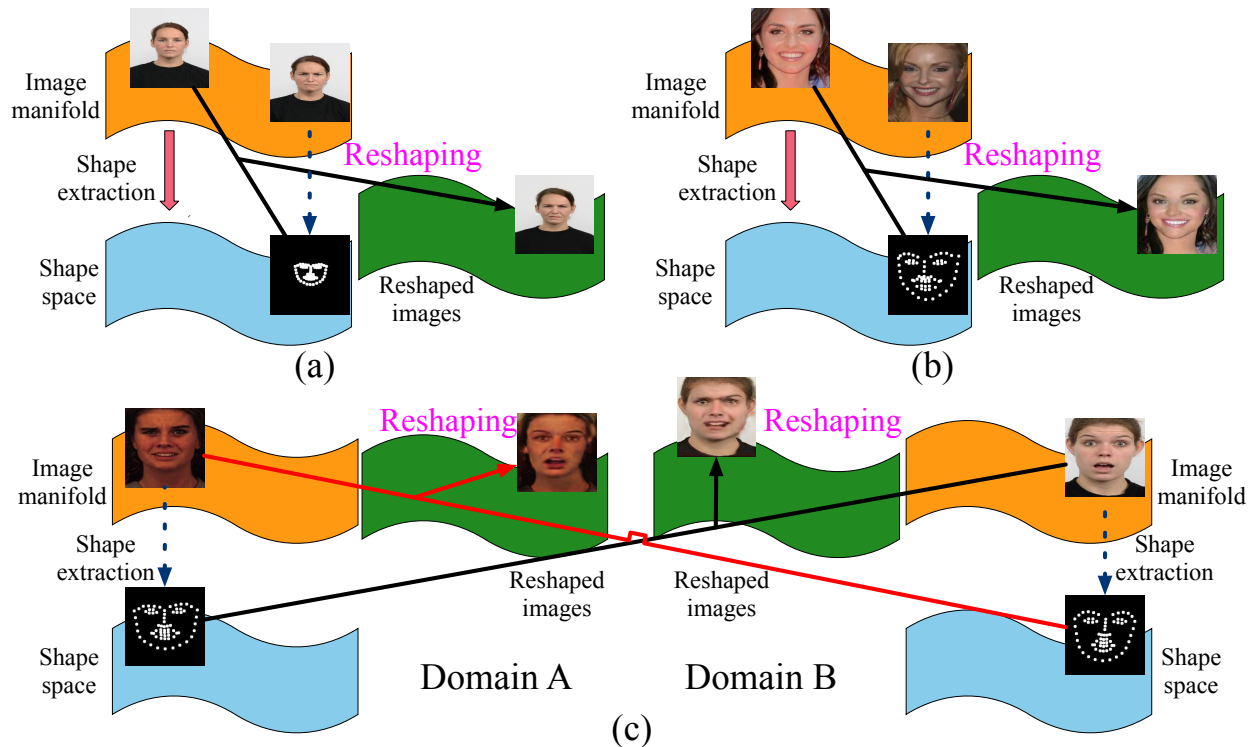 Image
manifold
Shape
extraction
Reshaping
Shape
space
Reshaped
images
(a)
Image
manifold
Shape
extraction
Reshaping
Shape
space
Reshaped
images
(b)
Reshaping
Reshaping
Image
manifold
Image
manifold
Shape
extraction
Shape
extraction
Reshaped
images
Reshaped
images
Shape
space
Domain A
Domain B
Shape
space
(c)